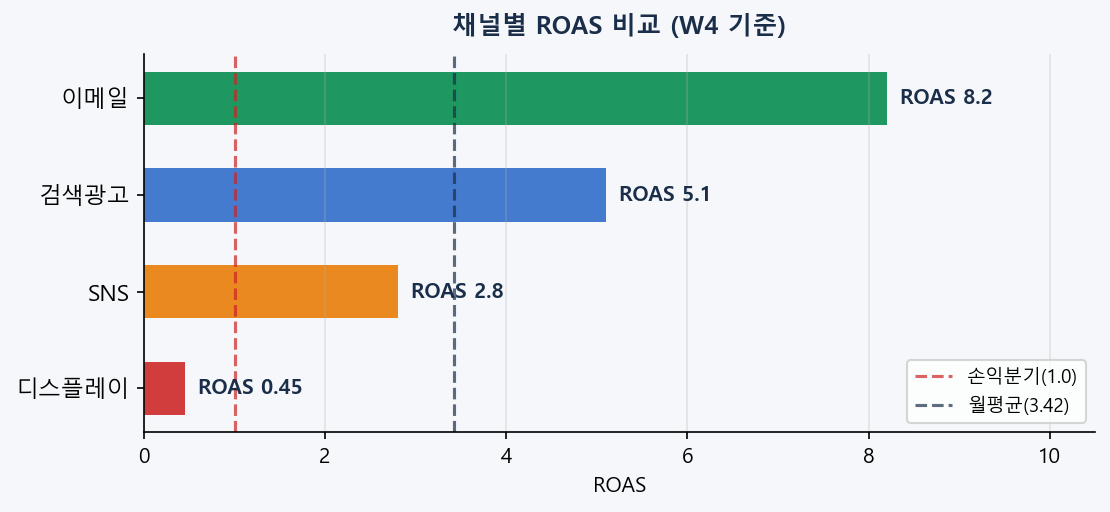 채널별 ROAS 비교 (W4 기준)
이메일
ROAS 8.2
검색광고
ROAS 5.1
SNS
ROAS 2.8
디스플레이
ROAS 0.45
손익분기(1.0)
월평균(3.42)
0 2 4 6 8 10
ROAS